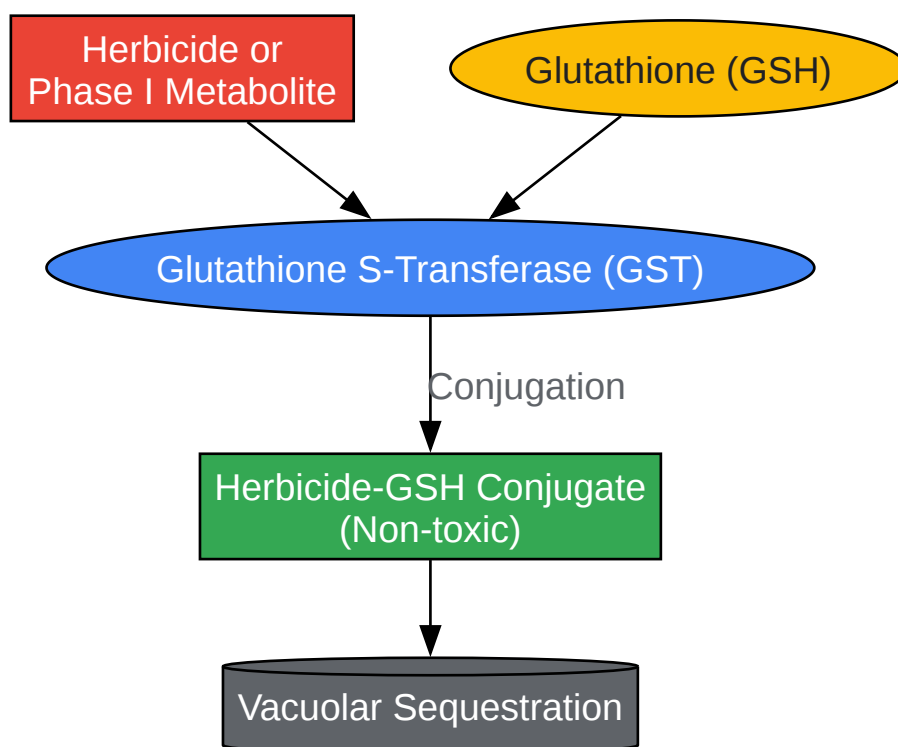 Herbicide or
Phase I Metabolite
Glutathione (GSH)
Glutathione S-Transferase (GST)
Conjugation
Herbicide-GSH Conjugate
(Non-toxic)
Vacuolar Sequestration